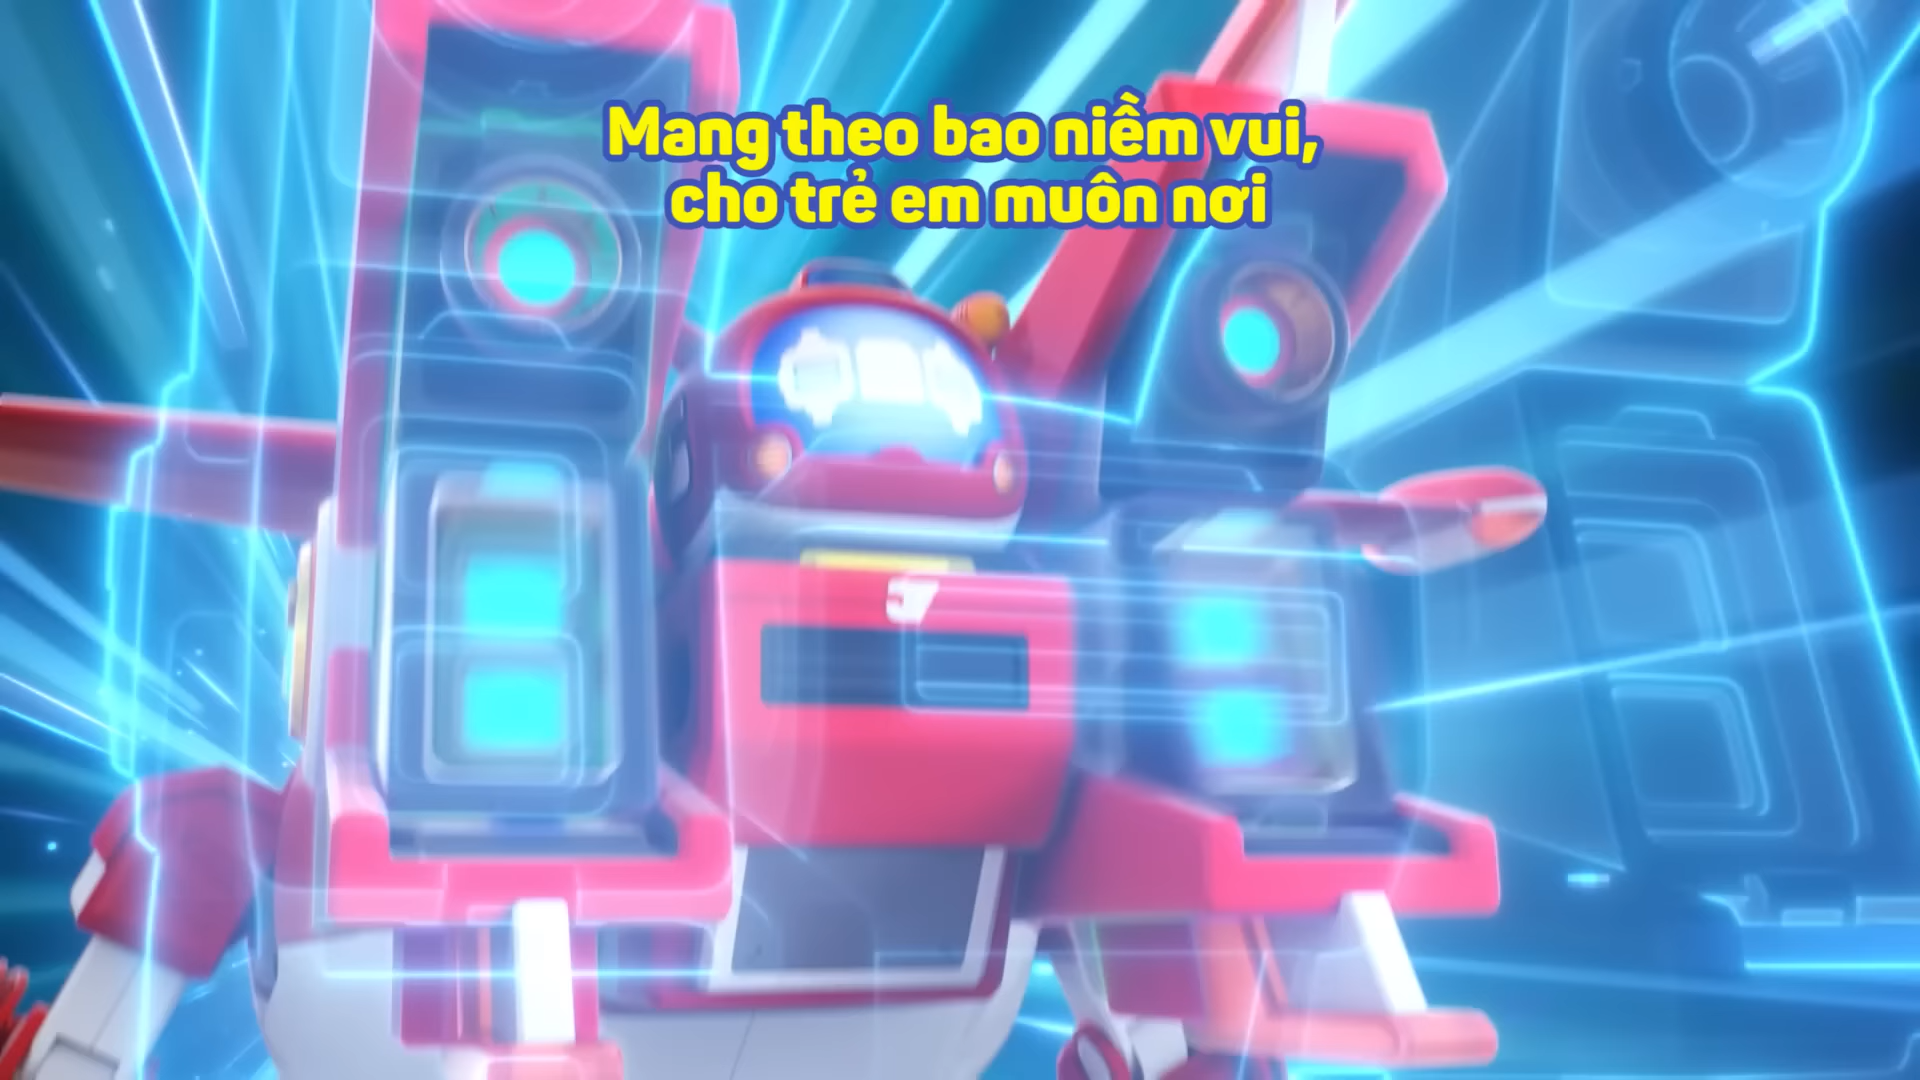 Mang theo bao niềm vui,
cho trẻ em muôn nơi